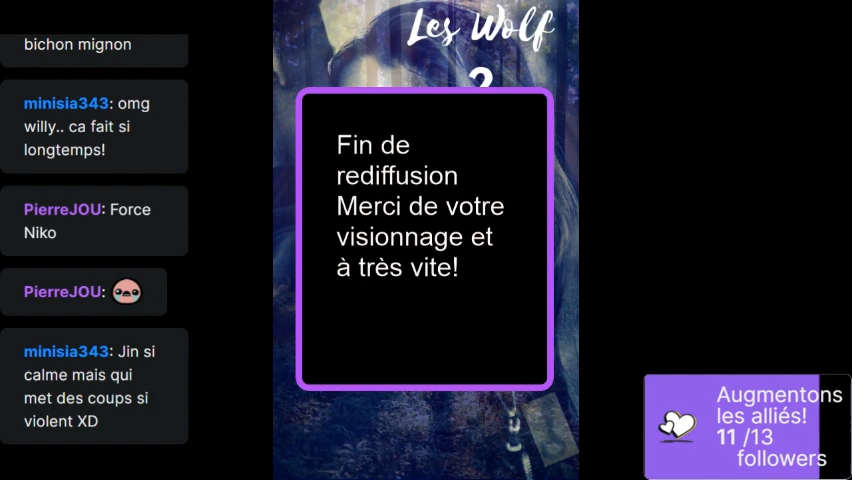 bichon mignon
minisia343: omg
willy.. ca fait si
longtemps!
PierreJOU: Force
Niko
PierreJOU:
minisia343: Jin si
calme mais qui
met des coups si
violent XD
Les Wolf
2
Fin de
rediffusion
Merci de votre
visionnage et
à très vite!
Augmentons
les alliés!
11 /13
followers